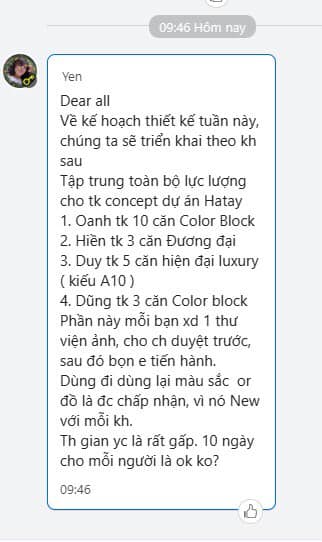 09:46 Hôm nay
Yen
Dear all
Về kế hoạch thiết kế tuần này,
chúng ta sẽ triển khai theo kh
sau
Tập trung toàn bộ lực lượng
cho tk concept dự án Hatay
1. Oanh tk 10 căn Color Block
2. Hiền tk 3 căn Đương đại
3. Duy tk 5 căn hiện đại luxury
( kiểu A10 )
4. Dũng tk 3 căn Color block
Phần này mỗi bạn xd 1 thư
viện ảnh, cho ch duyệt trước,
sau đó bọn e tiến hành.
Dùng đi dùng lại màu sắc or
đồ là đc chấp nhận, vì nó New
với mỗi kh.
Th gian yc là rất gấp. 10 ngày
cho mỗi người là ok ko?
09:46